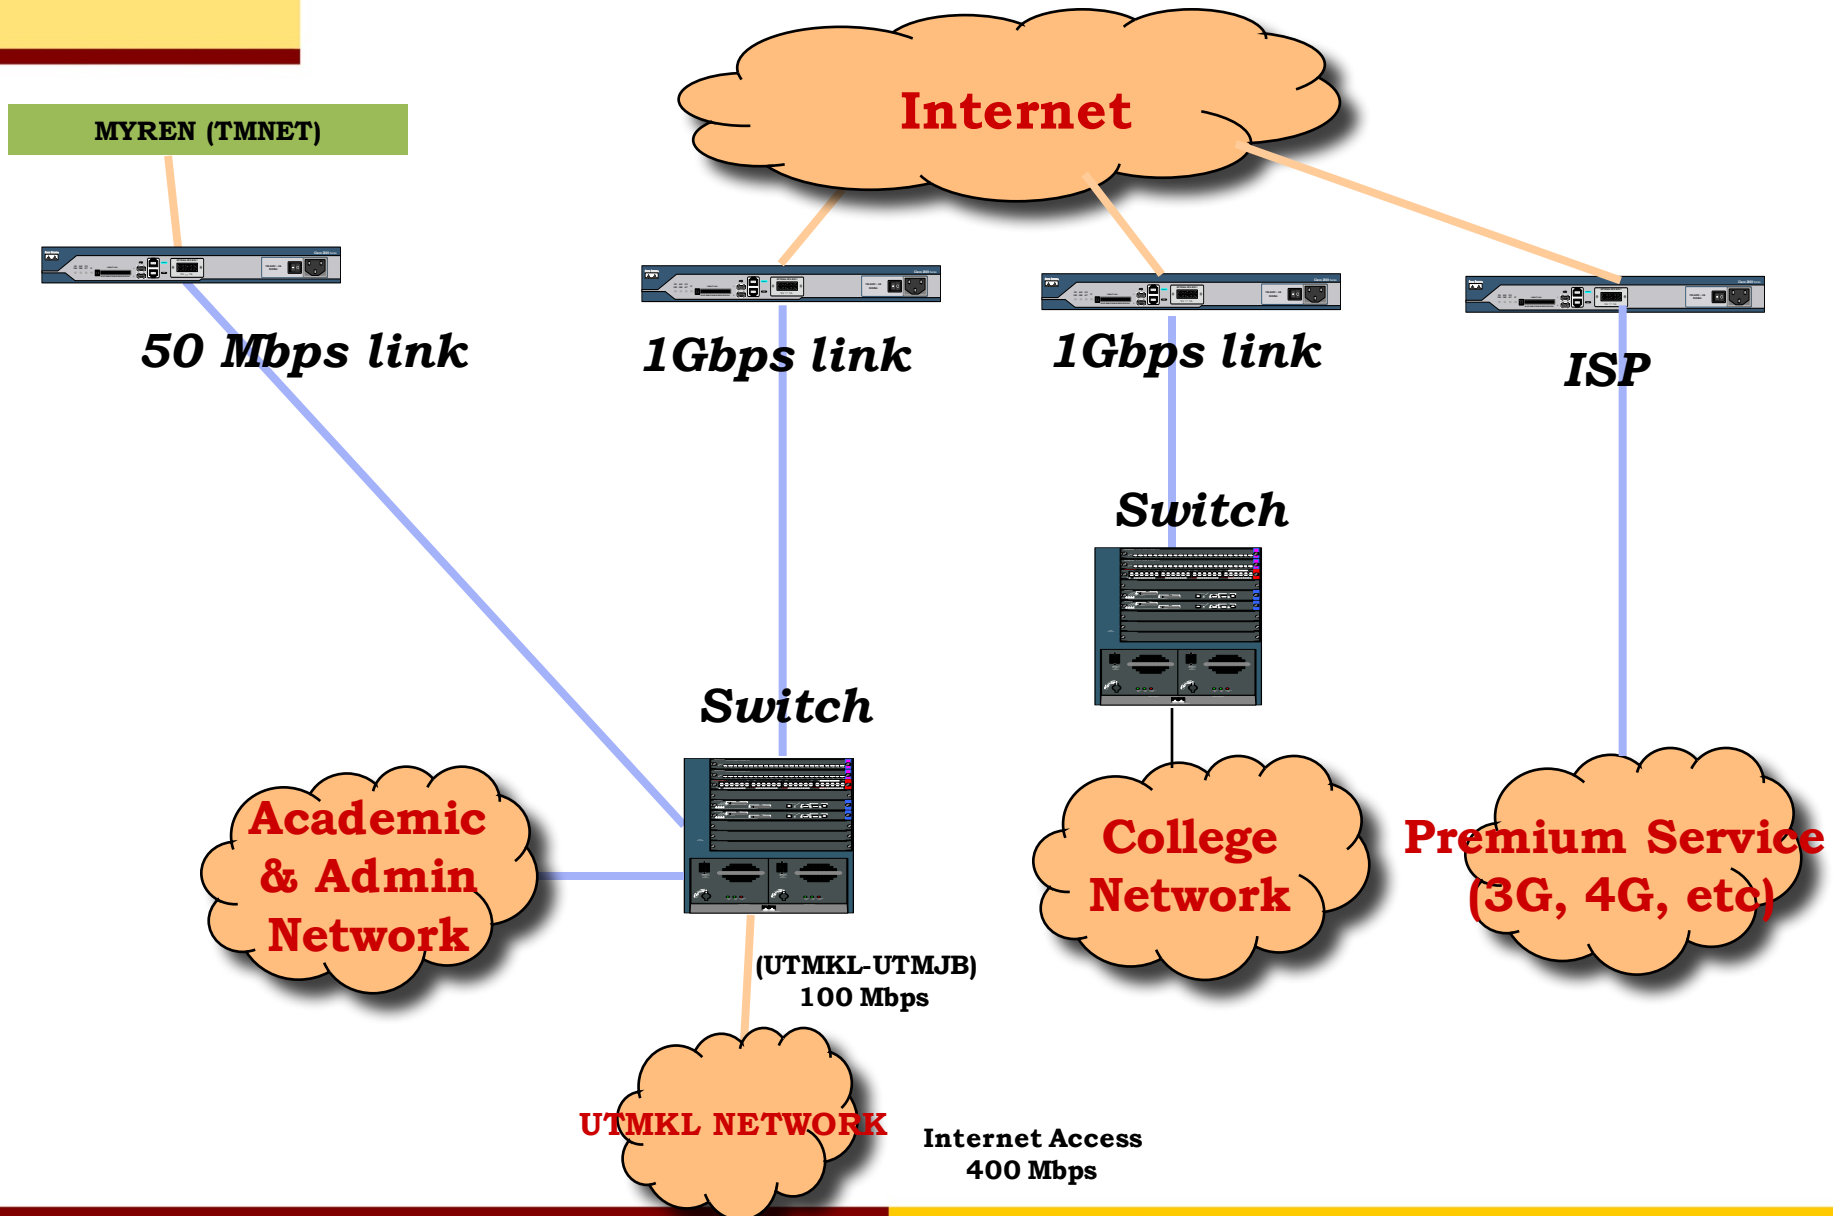 Internet
MYREN (TMNET)
50 Mbps link
1Gbps link
1Gbps link
ISP
Switch
Switch
Academic
& Admin
Network
College
Network
Premium Service
(3G, 4G, etc)
(UTMKL-UTMJB)
100 Mbps
UTMKL NETWORK
Internet Access
400 Mbps